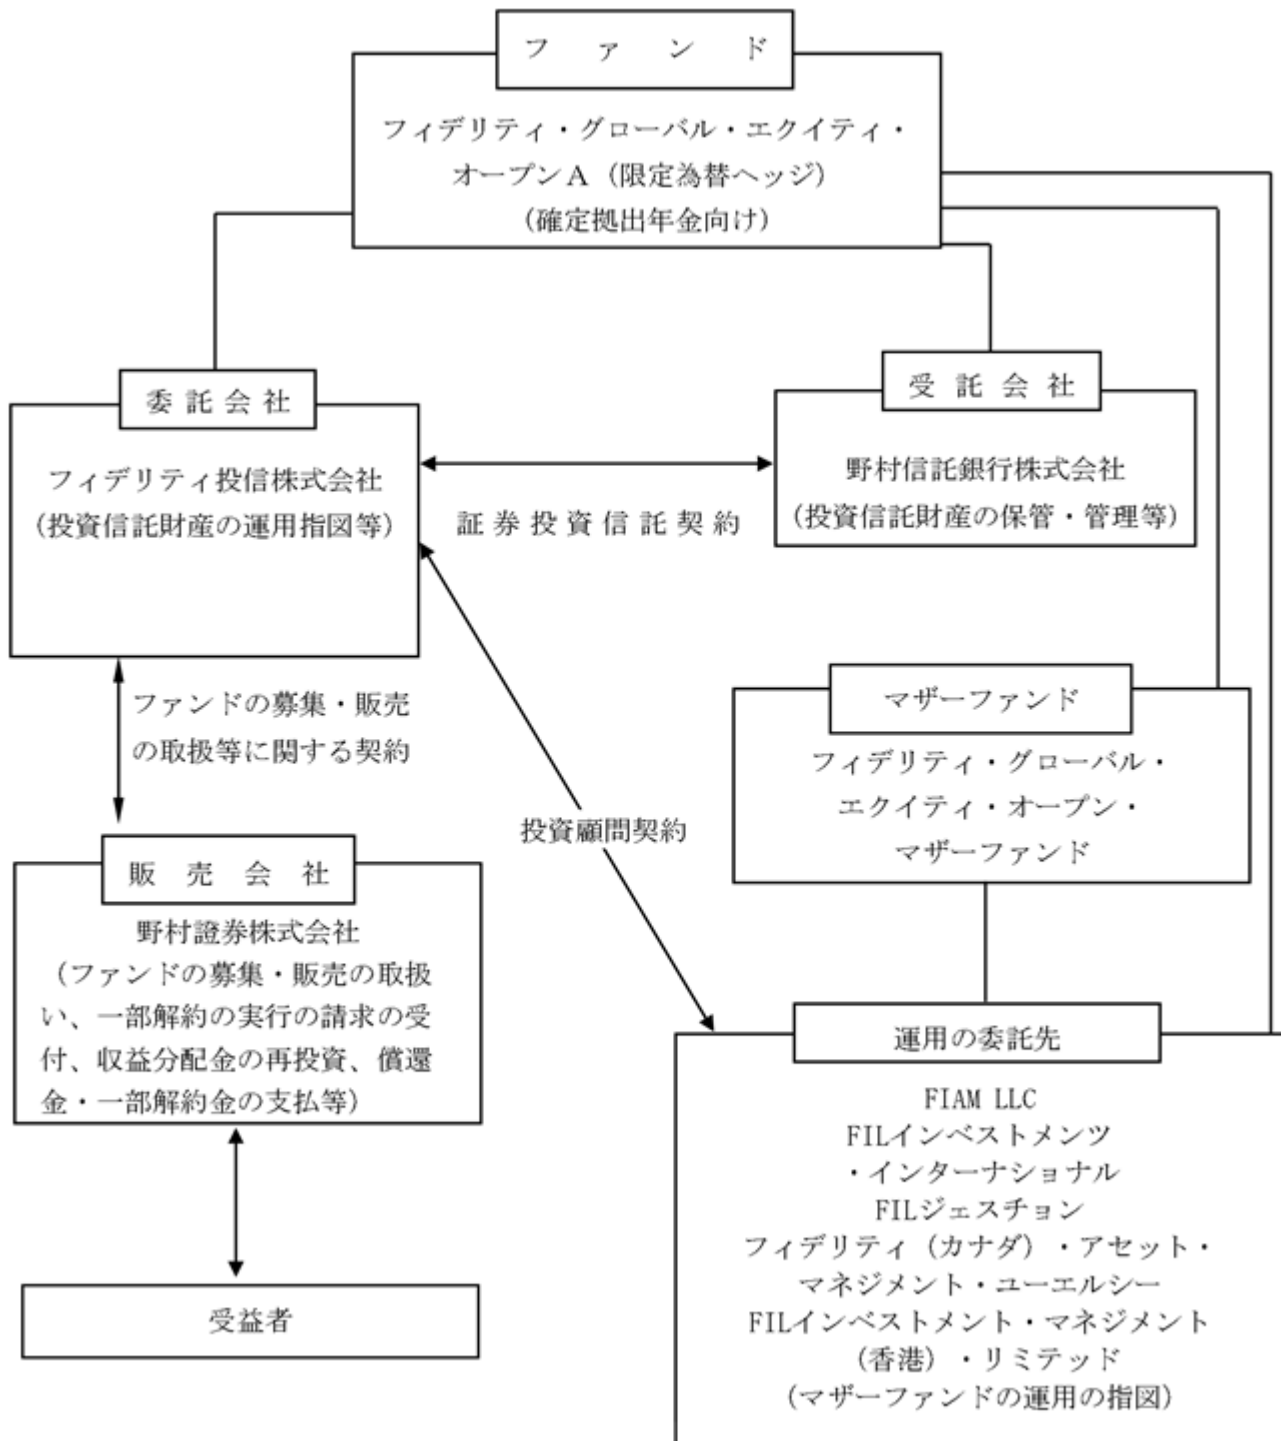 ファンド
フィデリティ・グローバル・エクイティ・
オープンA（限定為替ヘッジ）
（確定拠出年金向け）
委託会社
フィデリティ投信株式会社
（投資信託財産の運用指図等）
証券投資信託契約
受託会社
野村信託銀行株式会社
（投資信託財産の保管・管理等）
ファンドの募集・販売
の取扱等に関する契約
投資顧問契約
マザーファンド
フィデリティ・グローバル・
エクイティ・オープン・
マザーファンド
販売会社
野村證券株式会社
（ファンドの募集・販売の取扱
い、一部解約の実行の請求の受
付、収益分配金の再投資、償還
金・一部解約金の支払等）
受益者
運用の委託先
FIAM LLC
FILインベストメンツ
・インターナショナル
FILジェスチョン
フィデリティ（カナダ）・アセット・
マネジメント・ユーエルシー
FILインベストメント・マネジメント
（香港）・リミテッド
（マザーファンドの運用の指図）